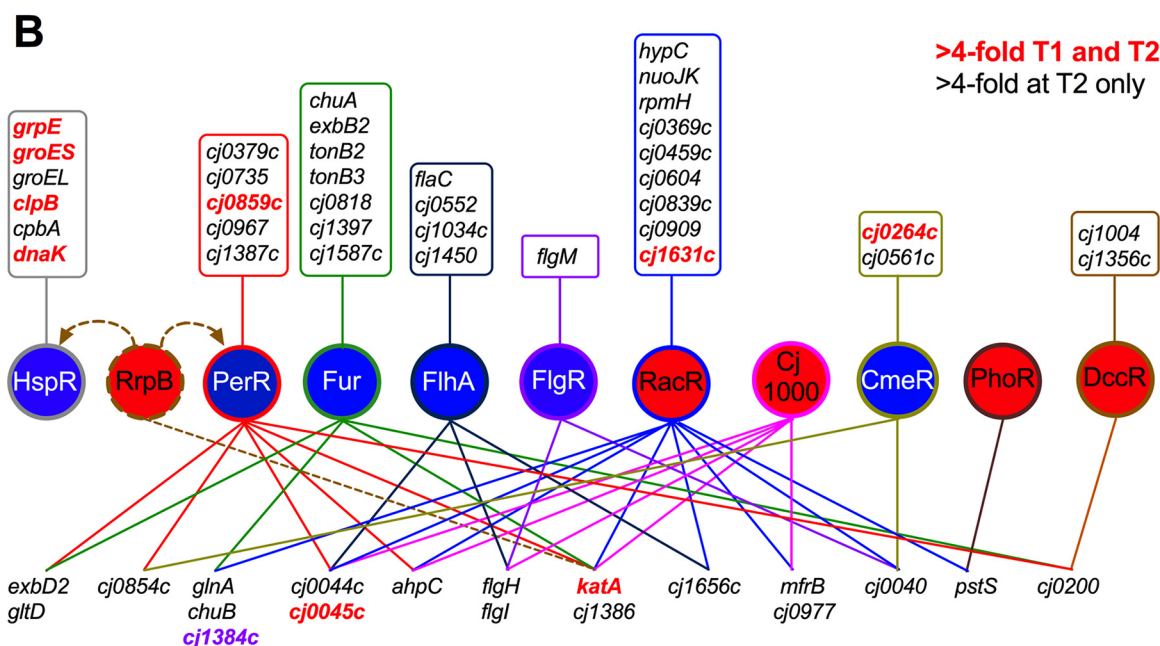 B
>4-fold T1 and T2
>4-fold at T2 only
grpE
groES
groEL
clpB
cpbA
dnaK
cj0379c
cj0735
cj0859c
cj0967
cj1387c
chuA
exbB2
tonB2
tonB3
cj0818
cj1397
cj1587c
flaC
cj0552
cj1034c
cj1450
flgM
hypC
nuoJK
rpmH
cj0369c
cj0459c
cj0604
cj0839c
cj0909
cj1631c
cj0264c
cj0561c
cj1004
cj1356c
HspR
RrpB
PerR
Fur
FlhA
FlgR
RacR
Cj
1000
CmeR
PhoR
DccR
exbD2
gltD
cj0854c
glnA
chuB
cj1384c
cj0044c
cj0045c
ahpC
flgH
flgI
katA
cj1386
cj1656c
mfrB
cj0977
cj0040
pstS
cj0200